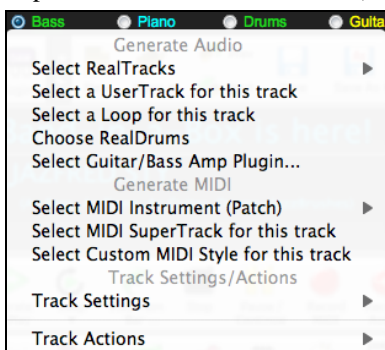 Bass Piano Drums Guita
Generate Audio
Select RealTracks
Select a UserTrack for this track
Select a Loop for this track
Choose RealDrums
Select Guitar/Bass Amp Plugin...
Generate MIDI
Select MIDI Instrument (Patch)
Select MIDI SuperTrack for this track
Select Custom MIDI Style for this track
Track Settings/Actions
Track Settings
Track Actions